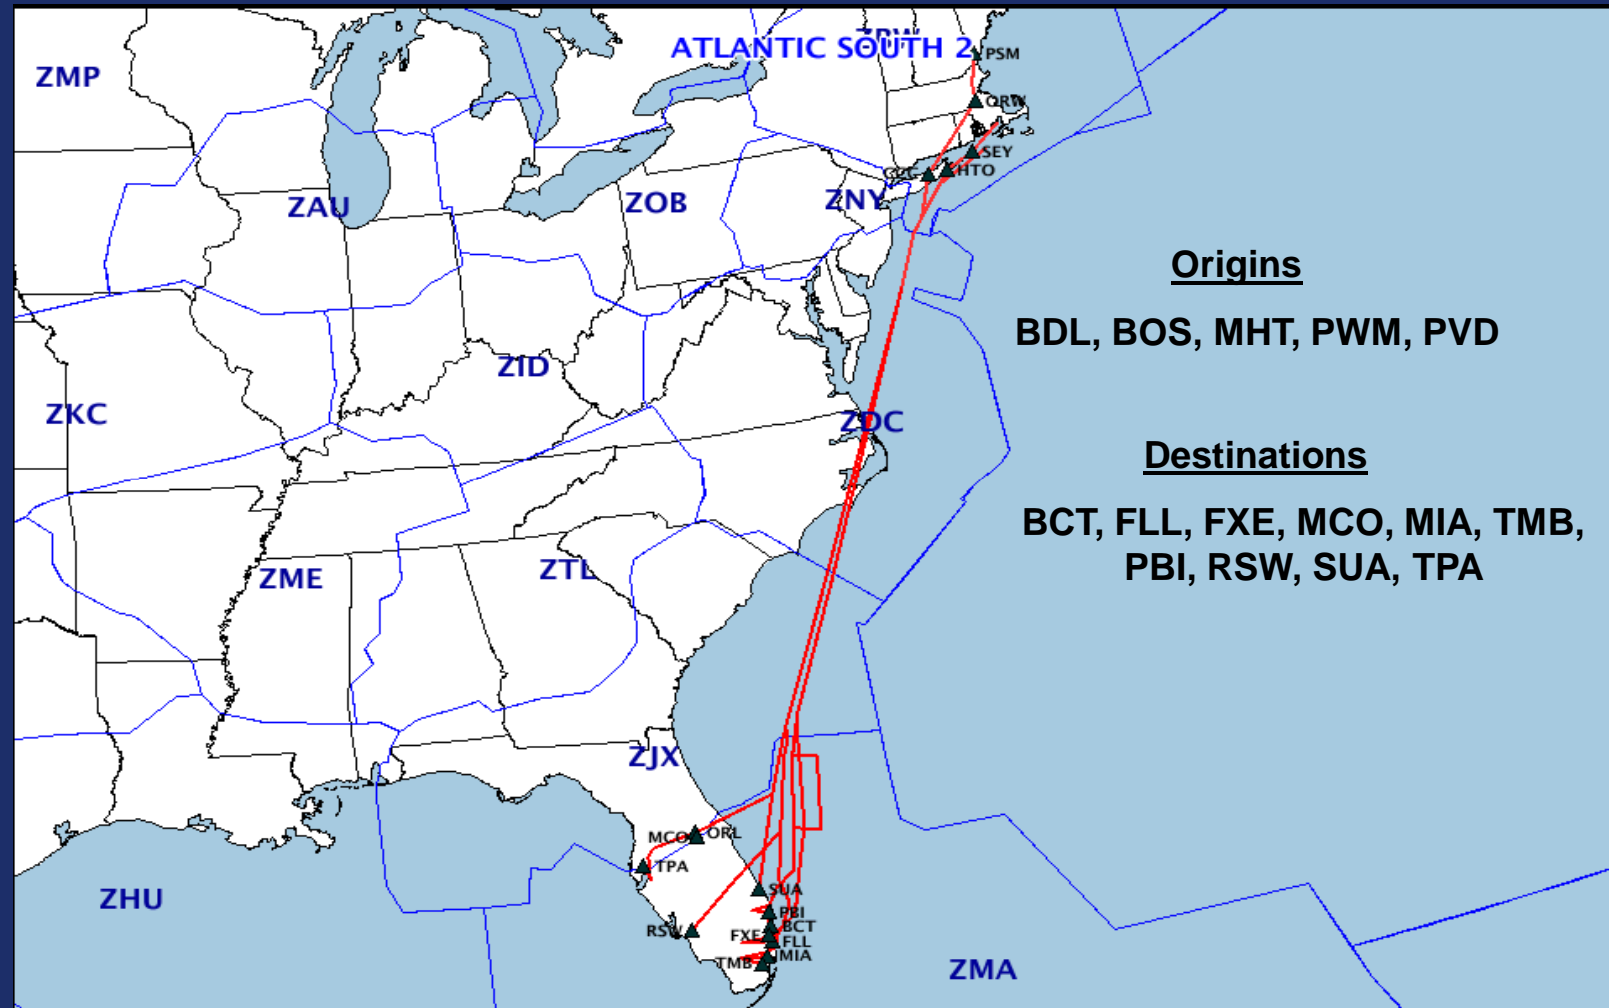 ATLANTIC SOUTH 2
PSM
ZMP
ORW
SEY
HTO
ZAU
ZOB
ZNY
Origins
BDL, BOS, MHT, PWM, PVD
ZID
ZKC
ZDC
Destinations
BCT, FLL, FXE, MCO, MIA, TMB,
PBI, RSW, SUA, TPA
ZME
ZTL
ZJX
MCO
ORL
TPA
SUA
ZHU
PBI
BCT
RSW
FXE
FLL
MIA
TMB
ZMA